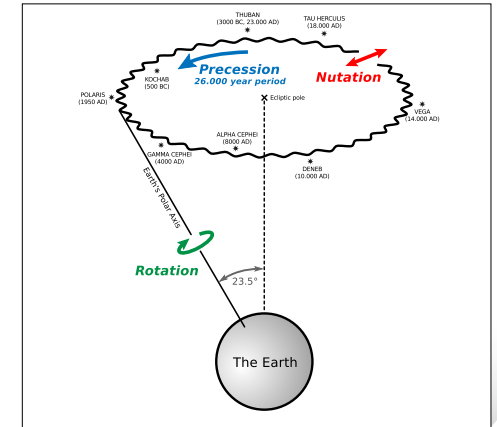 THUBAN
(3000 BC, 23.000 AD)
TAU HERCULIS
(18.000 AD)
Precession
26.000 year period
Nutation
KOCHAB
(500 BC)
POLARIS
(1950 AD)
Ecliptic pole
VEGA
(14.000 AD)
ALPHA CEPHEI
(8000 AD)
GAMMA CEPHEI
(4000 AD)
DENEB
(10.000 AD)
Earth's Polar Axis
Rotation
23.5°
The Earth